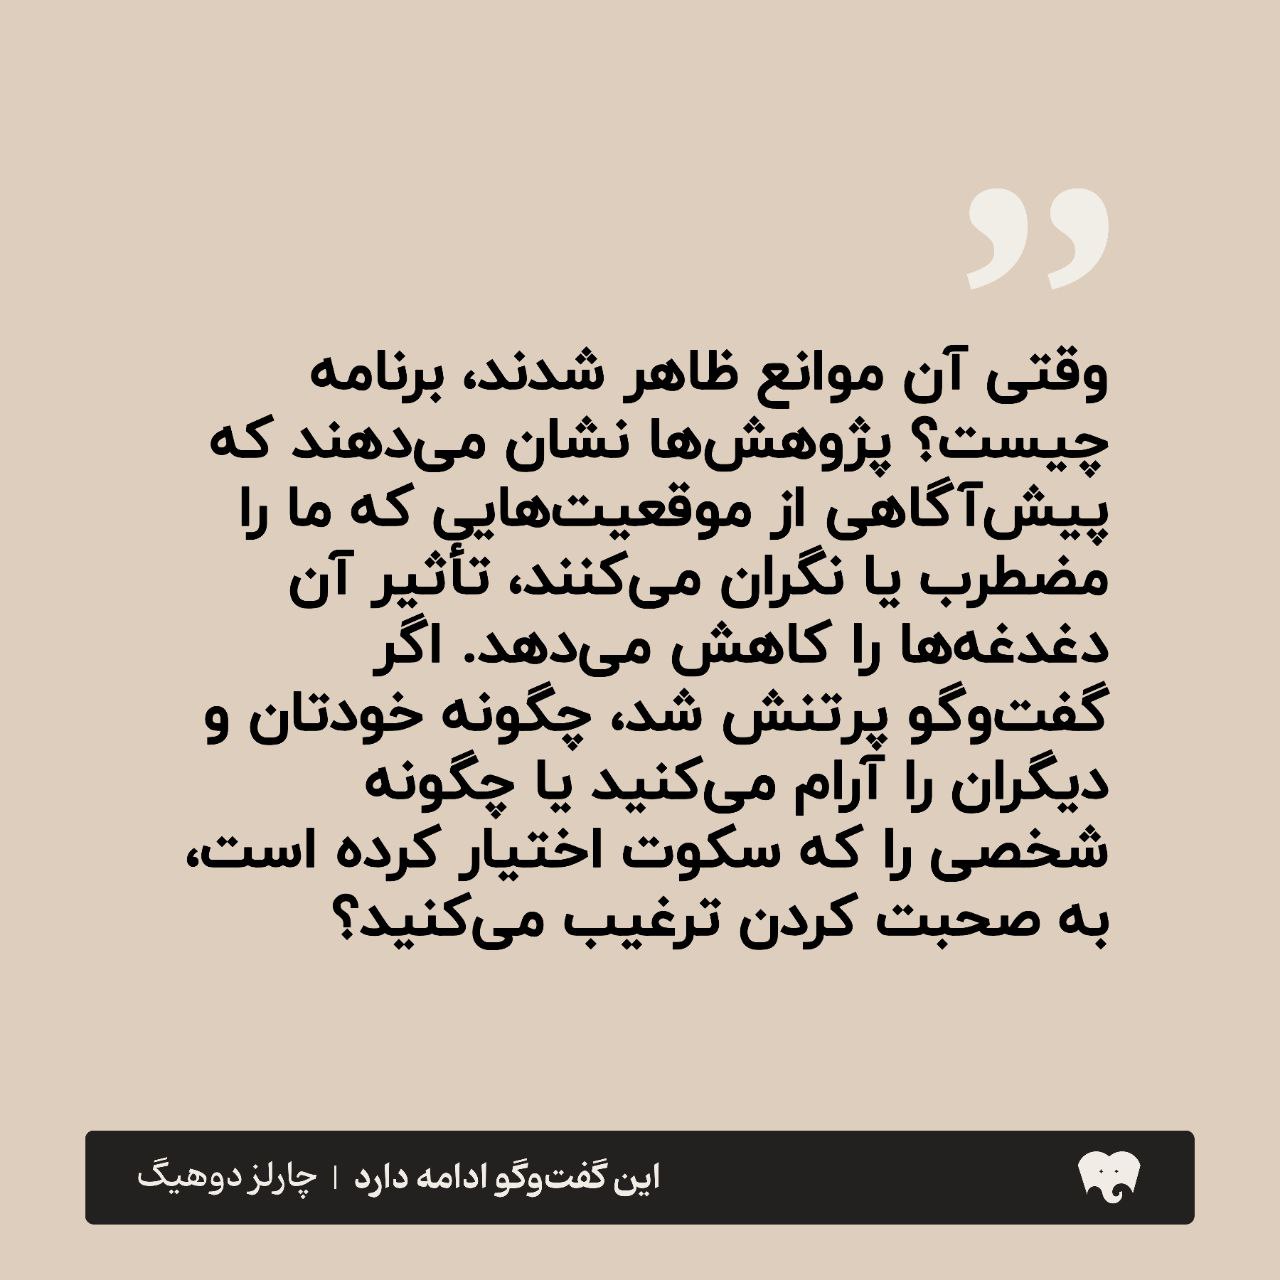 ”
وقتی آن موانع ظاهر شدند، برنامه
چیست؟ پژوهش‌ها نشان می‌دهند که
پیش‌آگاهی از موقعیت‌هایی که ما را
مضطرب یا نگران می‌کنند، تأثیر آن
دغدغه‌ها را کاهش می‌دهد. اگر
گفت‌وگو پرتنش شد، چگونه خودتان و
دیگران را آرام می‌کنید یا چگونه
شخصی را که سکوت اختیار کرده است،
به صحبت کردن ترغیب می‌کنید؟
این گفت‌وگو ادامه دارد | چارلز دوهیگ